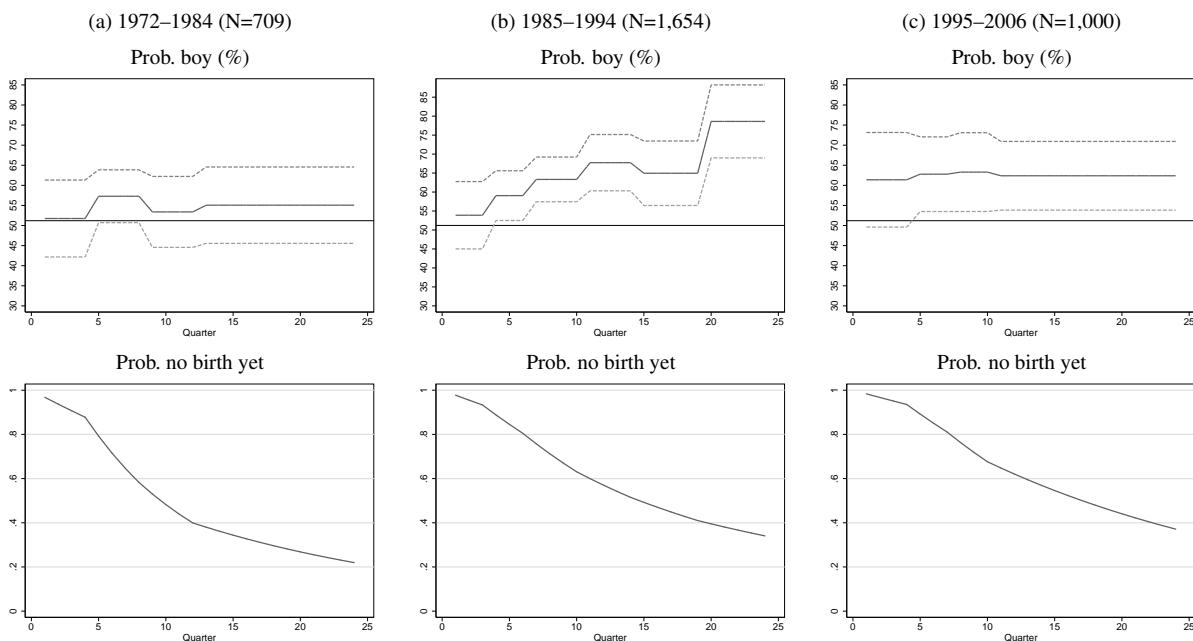 (a) 1972–1984 (N=709)
Prob. boy (%)
85
75
65
60
55
50
45
40
35
30
0 5 10 15 20 25
Quarter
(b) 1985–1994 (N=1,654)
Prob. boy (%)
85
75
65
60
55
50
45
40
35
30
0 5 10 15 20 25
Quarter
(c) 1995–2006 (N=1,000)
Prob. boy (%)
85
75
65
60
55
50
45
40
35
30
0 5 10 15 20 25
Quarter
Prob. no birth yet
1
.8
.6
.4
.2
0
0 5 10 15 20 25
Quarter
Prob. no birth yet
1
.8
.6
.4
.2
0
0 5 10 15 20 25
Quarter
Prob. no birth yet
1
.8
.6
.4
.2
0
0 5 10 15 20 25
Quarter